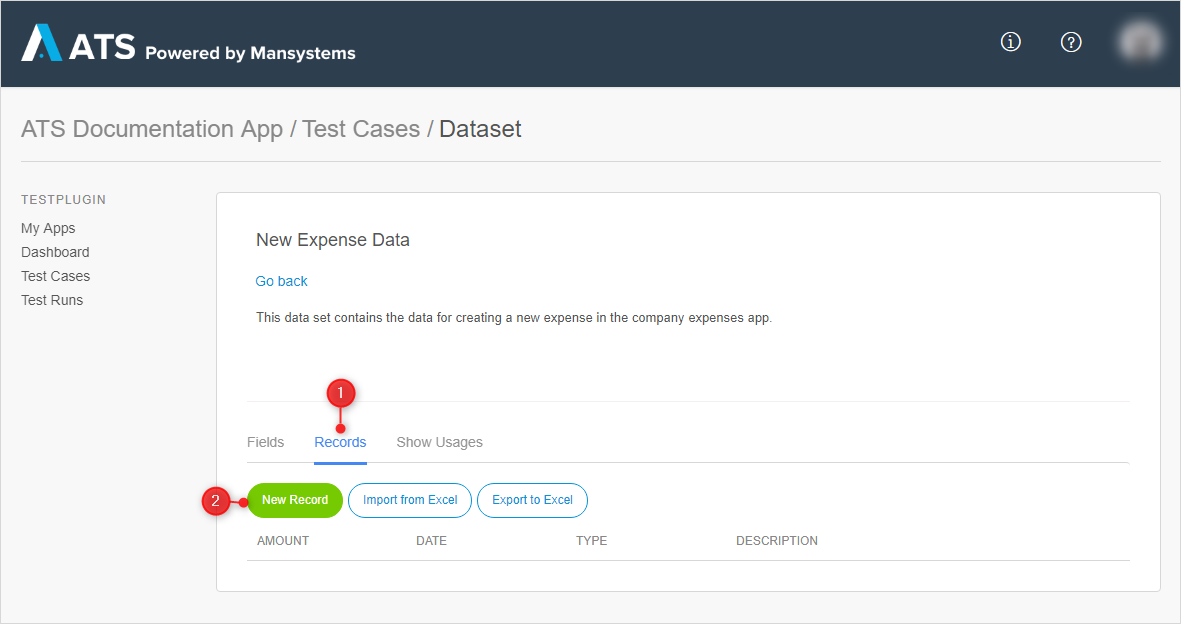 ATS Powered by Mansystems
ATS Documentation App / Test Cases / Dataset
TESTPLUGIN
My Apps
Dashboard
Test Cases
Test Runs
New Expense Data
Go back
This data set contains the data for creating a new expense in the company expenses app.
1
Fields Records Show Usages
2 New Record Import from Excel Export to Excel
AMOUNT DATE TYPE DESCRIPTION